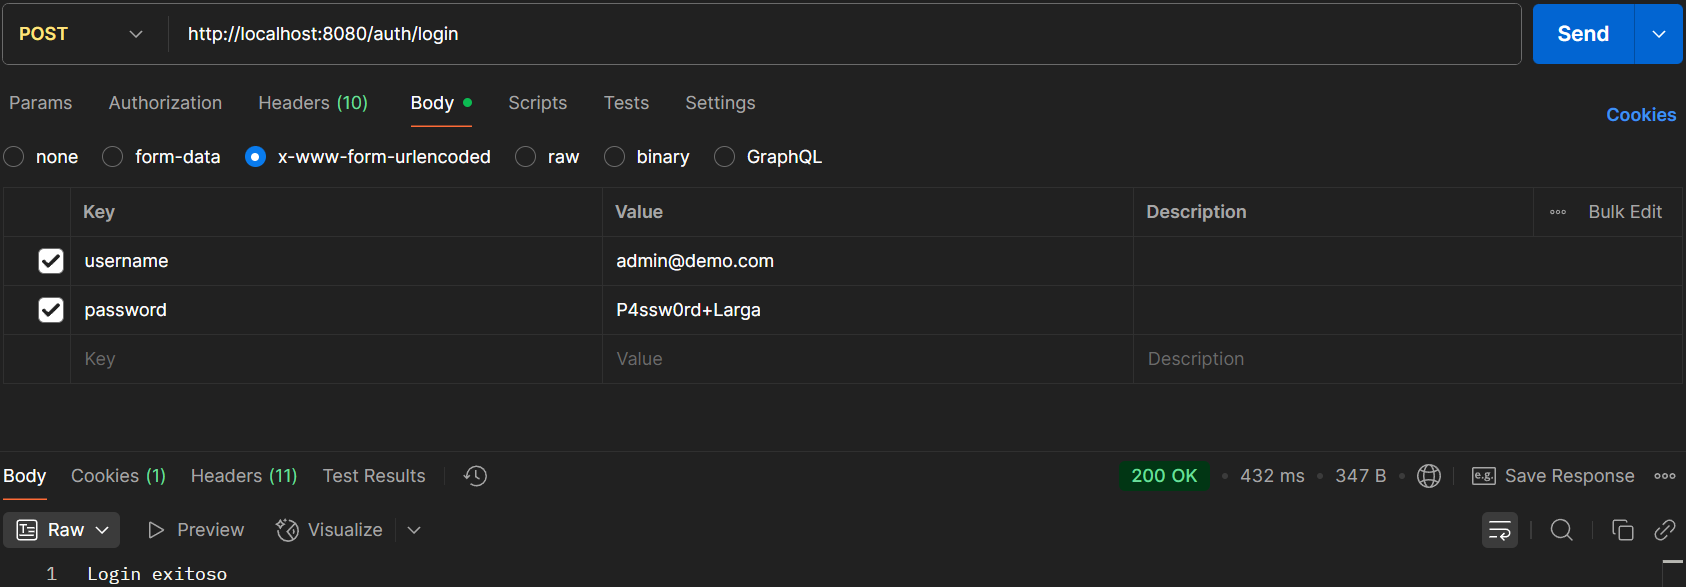 POST http://localhost:8080/auth/login Send
Params Authorization Headers (10) Body Scripts Tests Settings
Cookies
none form-data x-www-form-urlencoded raw binary GraphQL
Key Value Description Bulk Edit
username admin@demo.com
password P4ssw0rd+Larga
Key Value Description
Body Cookies (1) Headers (11) Test Results 200 OK 432 ms 347 B e.g. Save Response
Raw Preview Visualize
1 Login exitoso